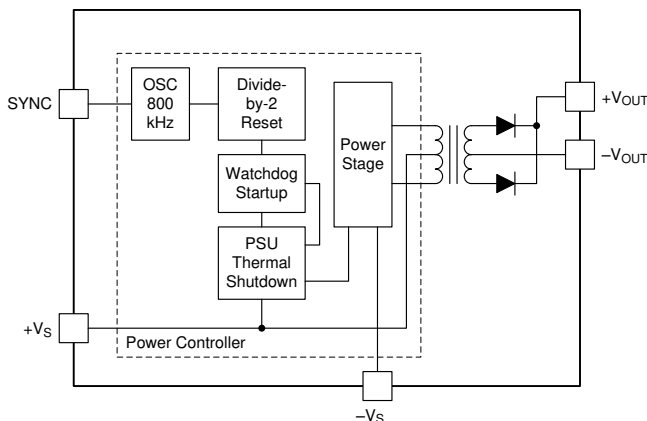 SYNC
OSC
800
kHz
Divide-
by-2
Reset
Watchdog
Startup
PSU
Thermal
Shutdown
Power
Stage
+VOUT
−VOUT
+VS
Power Controller
−VS